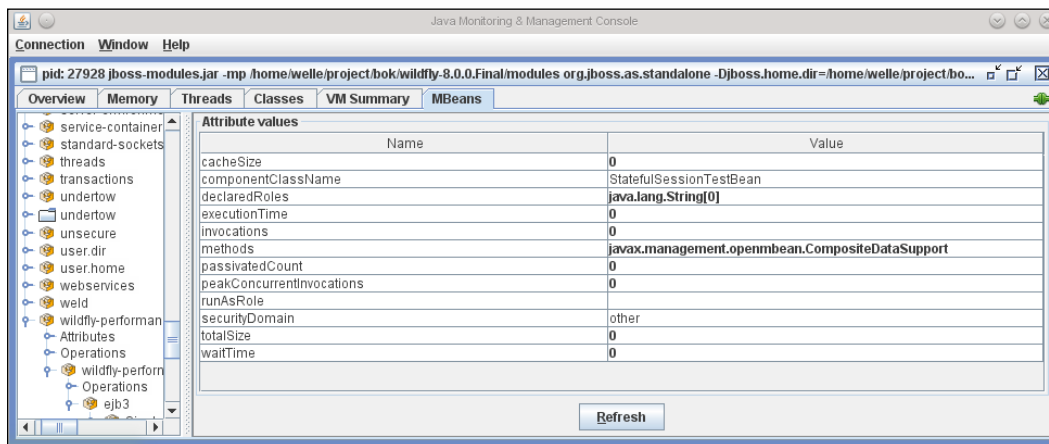 Java Monitoring & Management Console
Connection Window Help
pid: 27928 jboss-modules.jar -mp /home/welle/project/bok/wildfly-8.0.0.Final/modules org.jboss.as.standalone -Djboss.home.dir=/home/welle/project/bo...
Overview Memory Threads Classes VM Summary MBeans
service-container
standard-sockets
threads
transactions
undertow
undertow
unsecure
user.dir
user.home
webservices
weld
wildfly-performan
Attributes
Operations
wildfly-perforn
Operations
ejb3
Attribute values
Name Value
cacheSize 0
componentClassName StatefulSessionTestBean
declaredRoles java.lang.String[0]
executionTime 0
invocations 0
methods javax.management.openmbean.CompositeDataSupport
passivatedCount 0
peakConcurrentInvocations 0
runAsRole
securityDomain other
totalSize 0
waitTime 0
Refresh